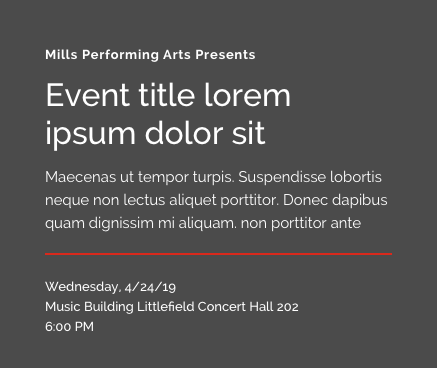 Mills Performing Arts Presents
Event title lorem
ipsum dolor sit
Maecenas ut tempor turpis. Suspendisse lobortis
neque non lectus aliquet porttitor. Donec dapibus
quam dignissim mi aliquam. non porttitor ante
Wednesday, 4/24/19
Music Building Littlefield Concert Hall 202
6:00 PM